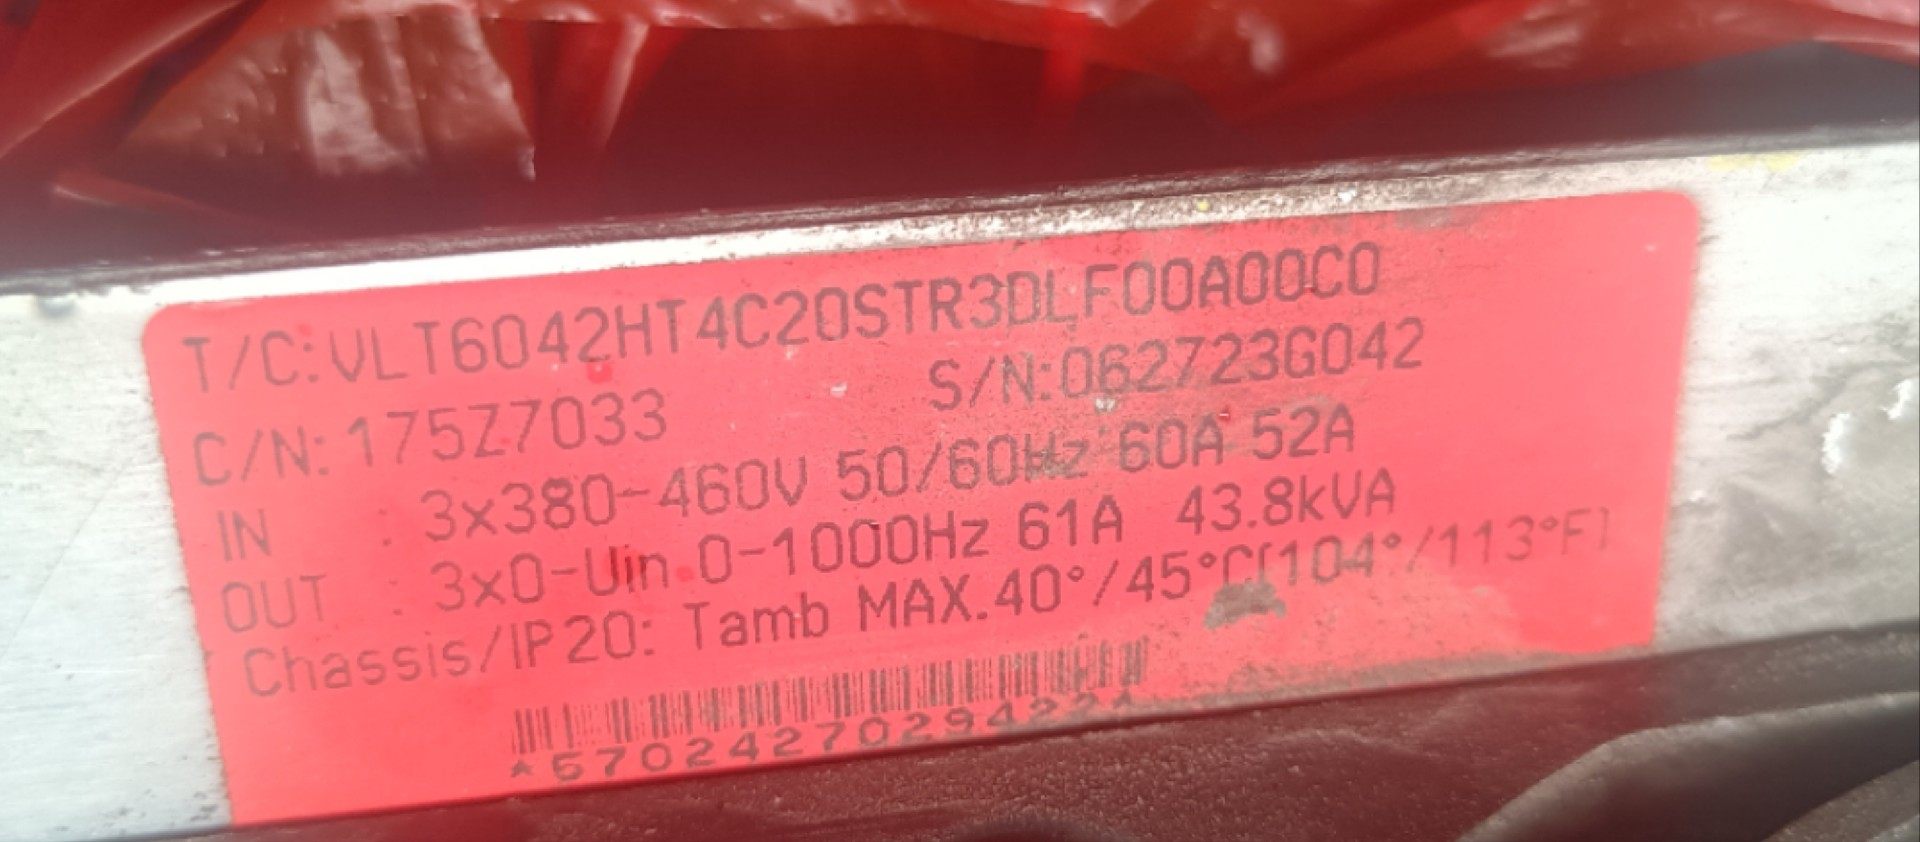 T/C:VLT6042HT4C20STR3DLF00A00C0
C/N:175Z7033 S/N:062723G042
IN : 3x380-460V 50/60Hz 60A 52A
OUT : 3x0-Uin 0-1000Hz 61A 43.8kVA
Chassis/IP20: Tamb MAX.40°/45°C(104°/113°F)
*5702427029422*